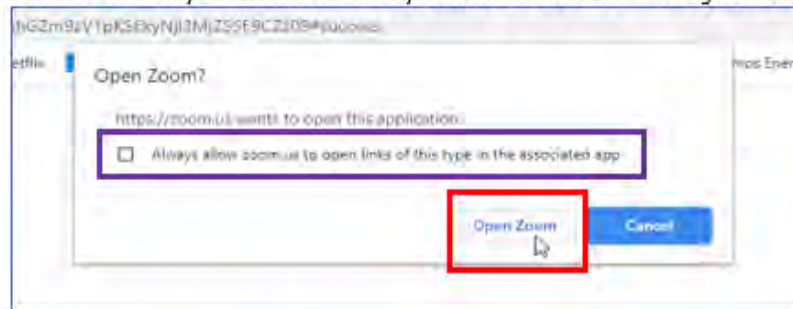 Open Zoom?
https://zoom.us wants to open this application.
Always allow zoom.us to open links of this type in the associated app
Open Zoom
Cancel